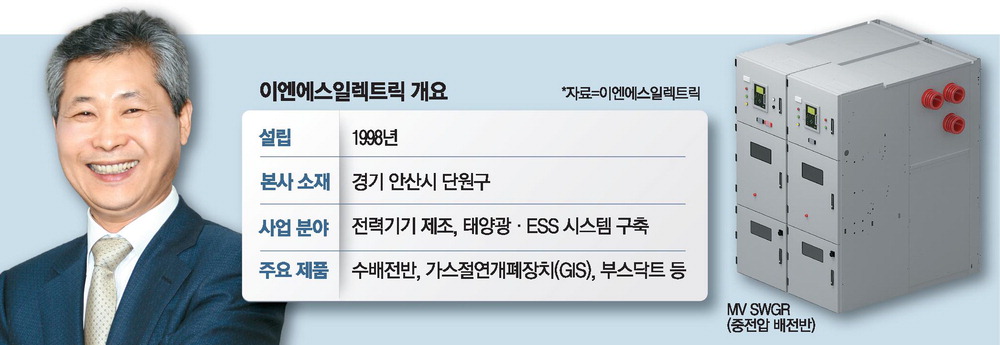 이엔에스일렉트릭 개요
*자료=이엔에스일렉트릭
설립 1998년
본사 소재 경기 안산시 단원구
사업 분야 전력기기 제조, 태양광·ESS 시스템 구축
주요 제품 수배전반, 가스절연개폐장치(GIS), 부스닥트 등
MV SWGR
(중전압 배전반)